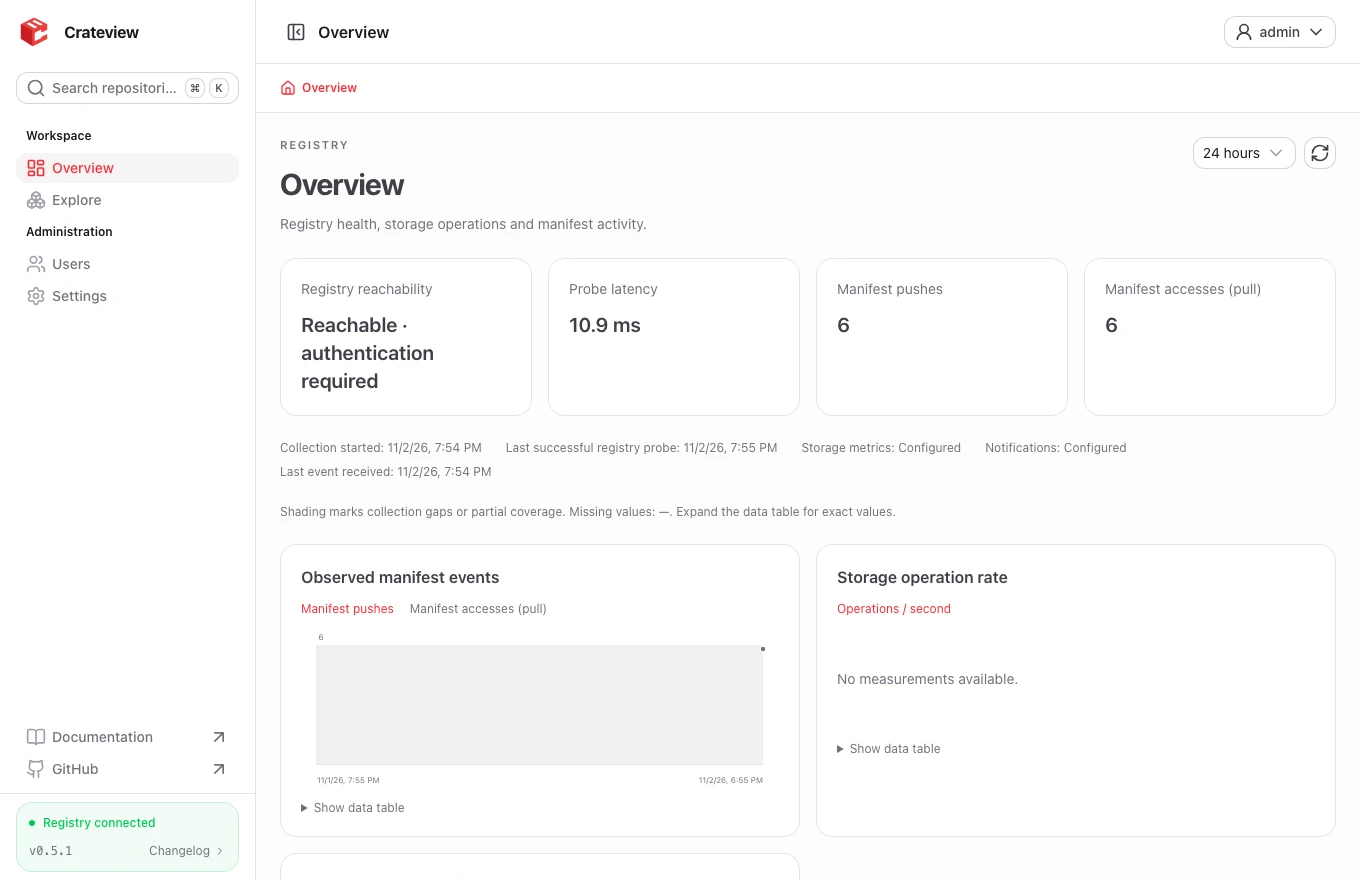 Crateview
Search repositori...
⌘ K
Workspace
Overview
Explore
Administration
Users
Settings
Documentation
GitHub
Registry connected
v0.5.1
Changelog
Overview
admin
Overview
REGISTRY
Overview
Registry health, storage operations and manifest activity.
24 hours
Registry reachability
Reachable ·
authentication
required
Probe latency
10.9 ms
Manifest pushes
6
Manifest accesses (pull)
6
Collection started: 11/2/26, 7:54 PM Last successful registry probe: 11/2/26, 7:55 PM Storage metrics: Configured Notifications: Configured
Last event received: 11/2/26, 7:54 PM
Shading marks collection gaps or partial coverage. Missing values: —. Expand the data table for exact values.
Observed manifest events
Manifest pushes Manifest accesses (pull)
6
11/1/26, 7:55 PM 11/2/26, 6:55 PM
Show data table
Storage operation rate
Operations / second
No measurements available.
Show data table